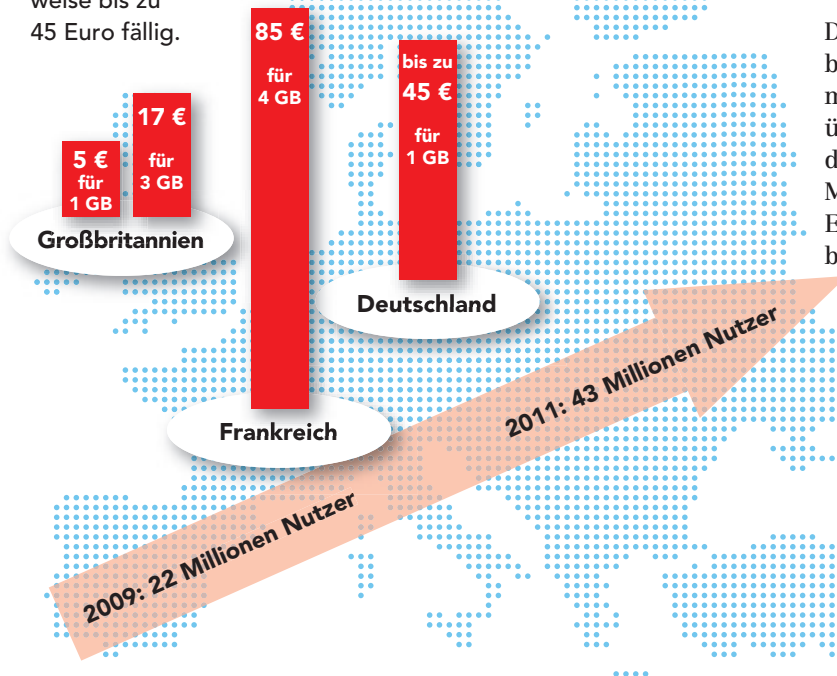 weise bis zu
45 Euro fällig.
5 €
für
1 GB
17 €
für
3 GB
Großbritannien
85 €
für
4 GB
Frankreich
bis zu
45 €
für
1 GB
Deutschland
2009: 22 Millionen Nutzer
2011: 43 Millionen Nutzer